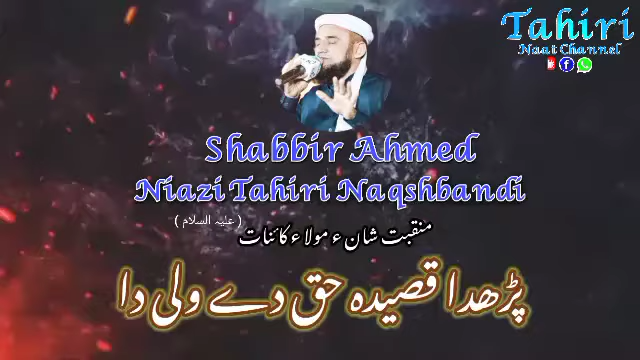 Tahiri
Naat Channel
Shabbir Ahmed
Niazi Tahiri Naqshbandi
( علیہ السلام )
منقبت شان ء مولا ء کائنات
پڑھدا قصیدہ حق دے ولی دا